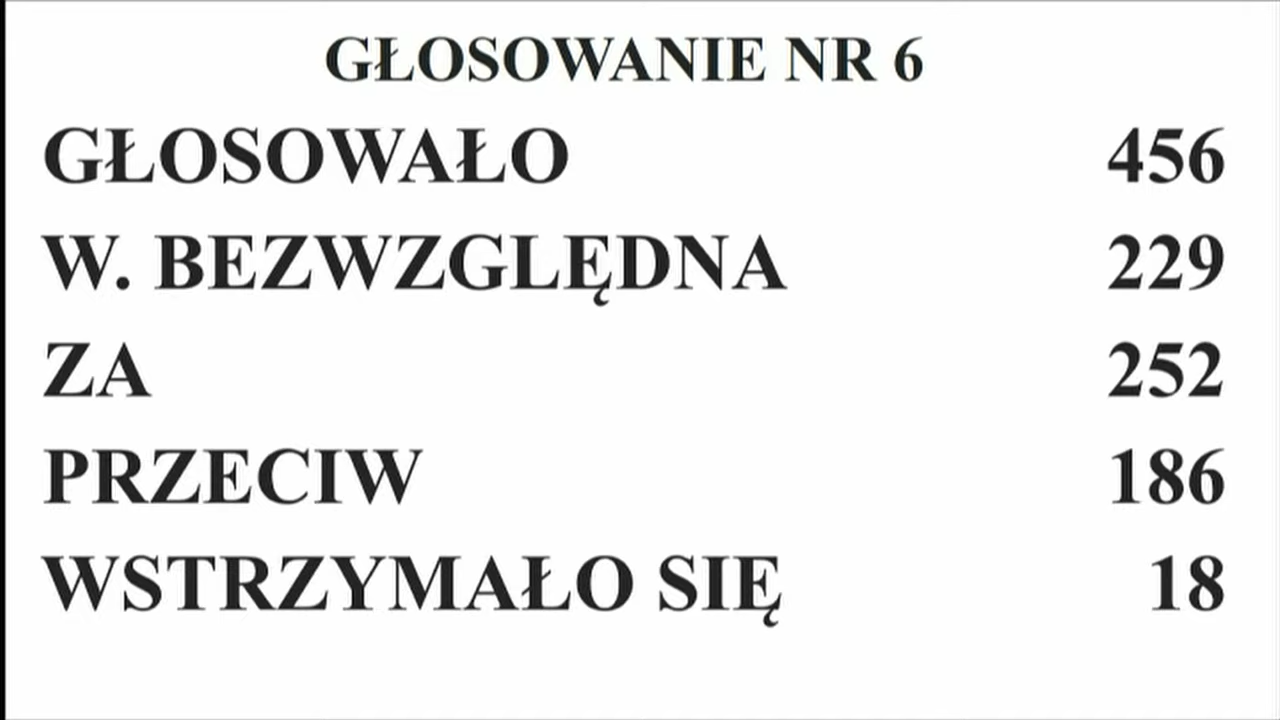 GŁOSOWANIE NR 6
GŁOSOWAŁO 456
W. BEZWZGLĘDNA 229
ZA 252
PRZECIW 186
WSTRZYMAŁO SIĘ 18